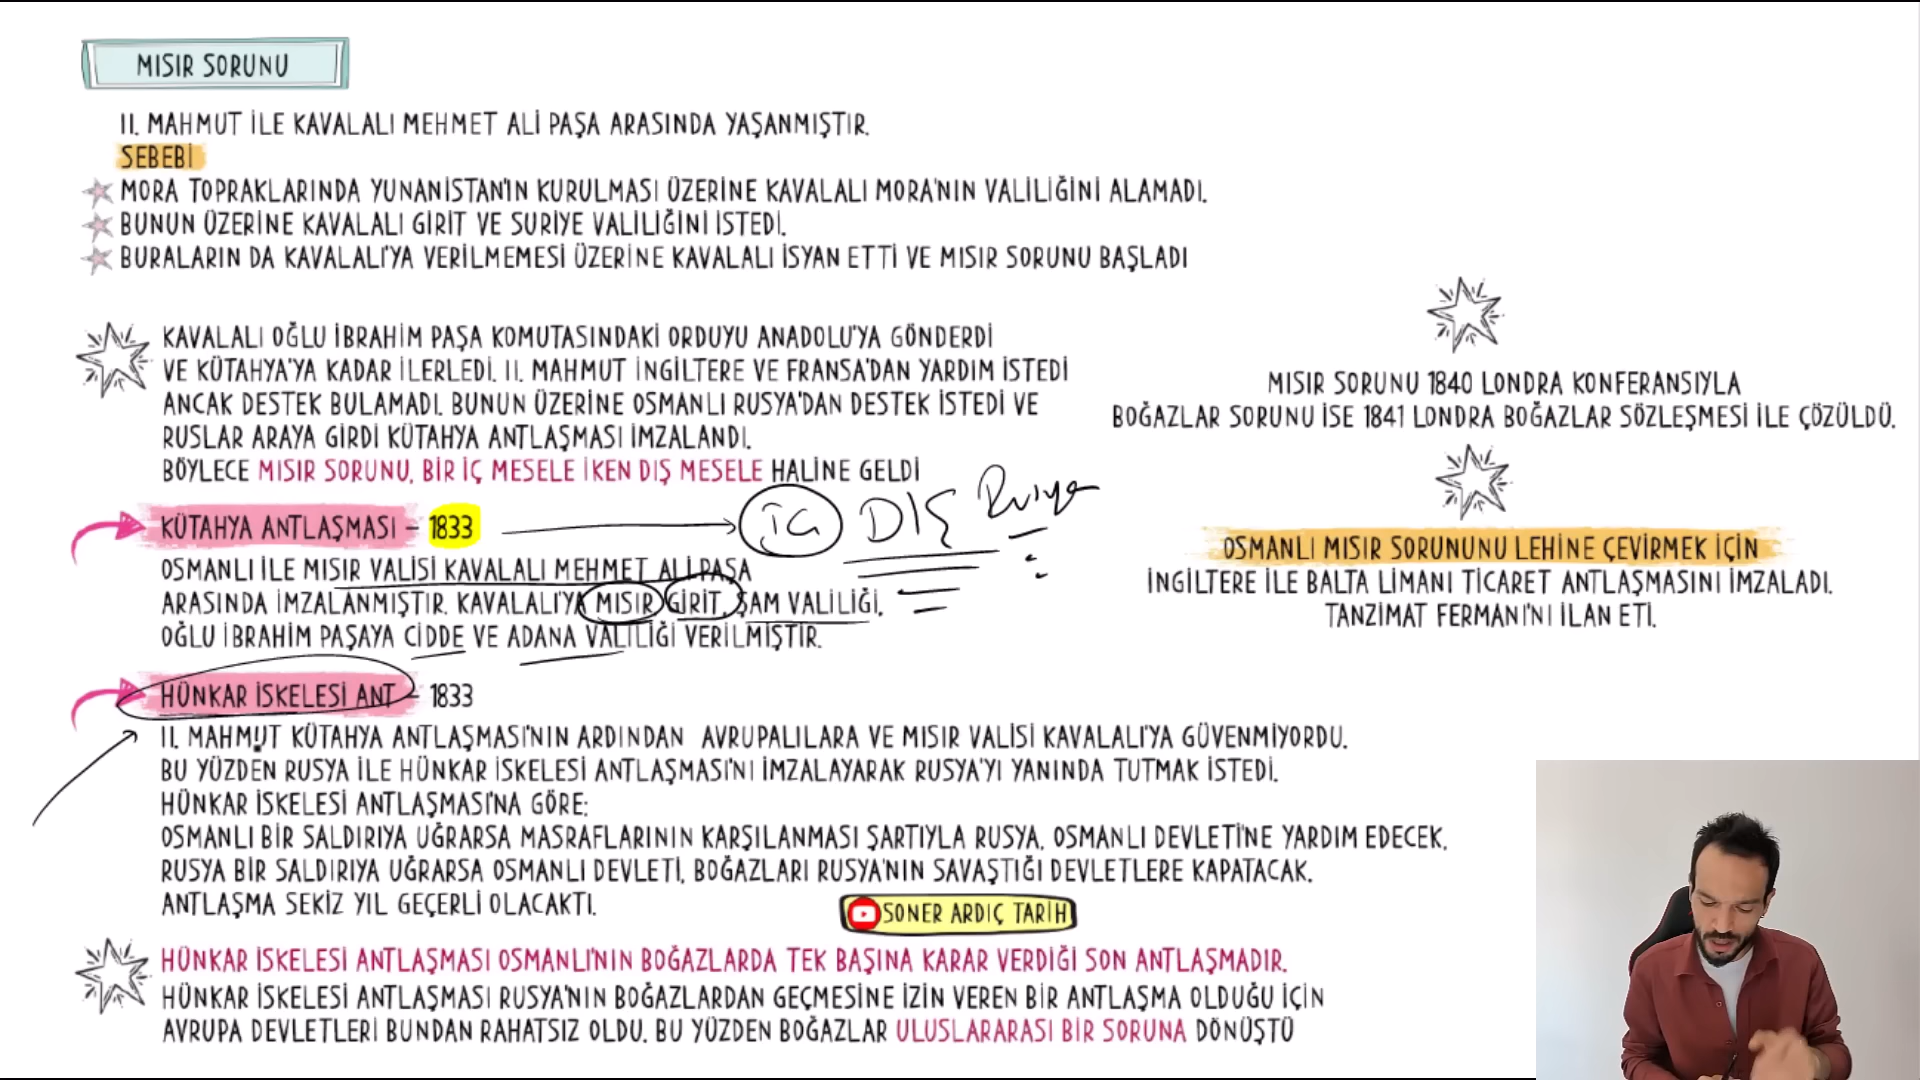 MISIR SORUNU
II. MAHMUT İLE KAVALALI MEHMET ALİ PAŞA ARASINDA YAŞANMIŞTIR.
SEBEBİ
MORA TOPRAKLARINDA YUNANİSTAN'IN KURULMASI ÜZERİNE KAVALALI MORA'NIN VALİLİĞİNİ ALAMADI.
BUNUN ÜZERİNE KAVALALI GİRİT VE SURİYE VALİLİĞİNİ İSTEDİ.
BURALARIN DA KAVALALI'YA VERİLMEMESİ ÜZERİNE KAVALALI İSYAN ETTİ VE MISIR SORUNU BAŞLADI
KAVALALI OĞLU İBRAHİM PAŞA KOMUTASINDAKİ ORDUYU ANADOLU'YA GÖNDERDİ
VE KÜTAHYA'YA KADAR İLERLEDİ. II. MAHMUT İNGİLTERE VE FRANSA'DAN YARDIM İSTEDİ
ANCAK DESTEK BULAMADI. BUNUN ÜZERİNE OSMANLI RUSYA'DAN DESTEK İSTEDİ VE
RUSLAR ARAYA GİRDİ KÜTAHYA ANTLAŞMASI İMZALANDI.
BÖYLECE MISIR SORUNU, BİR İÇ MESELE İKEN DIŞ MESELE HALİNE GELDİ
KÜTAHYA ANTLAŞMASI - 1833
İÇ DIŞ Rusya
OSMANLI İLE MISIR VALİSİ KAVALALI MEHMET ALİ PAŞA
ARASINDA İMZALANMIŞTIR. KAVALALI'YA MISIR, GİRİT, ŞAM VALİLİĞİ,
OĞLU İBRAHİM PAŞAYA CİDDE VE ADANA VALİLİĞİ VERİLMİŞTİR.
HÜNKAR İSKELESİ ANT - 1833
II. MAHMUT KÜTAHYA ANTLAŞMASI'NIN ARDINDAN AVRUPALILARA VE MISIR VALİSİ KAVALALI'YA GÜVENMİYORDU.
BU YÜZDEN RUSYA İLE HÜNKAR İSKELESİ ANTLAŞMASI'NI İMZALAYARAK RUSYA'YI YANINDA TUTMAK İSTEDİ.
HÜNKAR İSKELESİ ANTLAŞMASI'NA GÖRE;
OSMANLI BİR SALDIRIYA UĞRARSA MASRAFLARININ KARŞILANMASI ŞARTIYLA RUSYA, OSMANLI DEVLETİ'NE YARDIM EDECEK,
RUSYA BİR SALDIRIYA UĞRARSA OSMANLI DEVLETİ, BOĞAZLARI RUSYA'NIN SAVAŞTIĞI DEVLETLERE KAPATACAK.
ANTLAŞMA SEKİZ YIL GEÇERLİ OLACAKTI.
SONER ARDIÇ TARİH
HÜNKAR İSKELESİ ANTLAŞMASI OSMANLI'NIN BOĞAZLARDA TEK BAŞINA KARAR VERDİĞİ SON ANTLAŞMADIR.
HÜNKAR İSKELESİ ANTLAŞMASI RUSYA'NIN BOĞAZLARDAN GEÇMESİNE İZİN VEREN BİR ANTLAŞMA OLDUĞU İÇİN
AVRUPA DEVLETLERİ BUNDAN RAHATSIZ OLDU. BU YÜZDEN BOĞAZLAR ULUSLARARASI BİR SORUNA DÖNÜŞTÜ
MISIR SORUNU 1840 LONDRA KONFERANSIYLA
BOĞAZLAR SORUNU İSE 1841 LONDRA BOĞAZLAR SÖZLEŞMESİ İLE ÇÖZÜLDÜ.
OSMANLI MISIR SORUNUNU LEHİNE ÇEVİRMEK İÇİN
İNGİLTERE İLE BALTA LİMANI TİCARET ANTLAŞMASINI İMZALADI.
TANZİMAT FERMANI'NI İLAN ETİ.